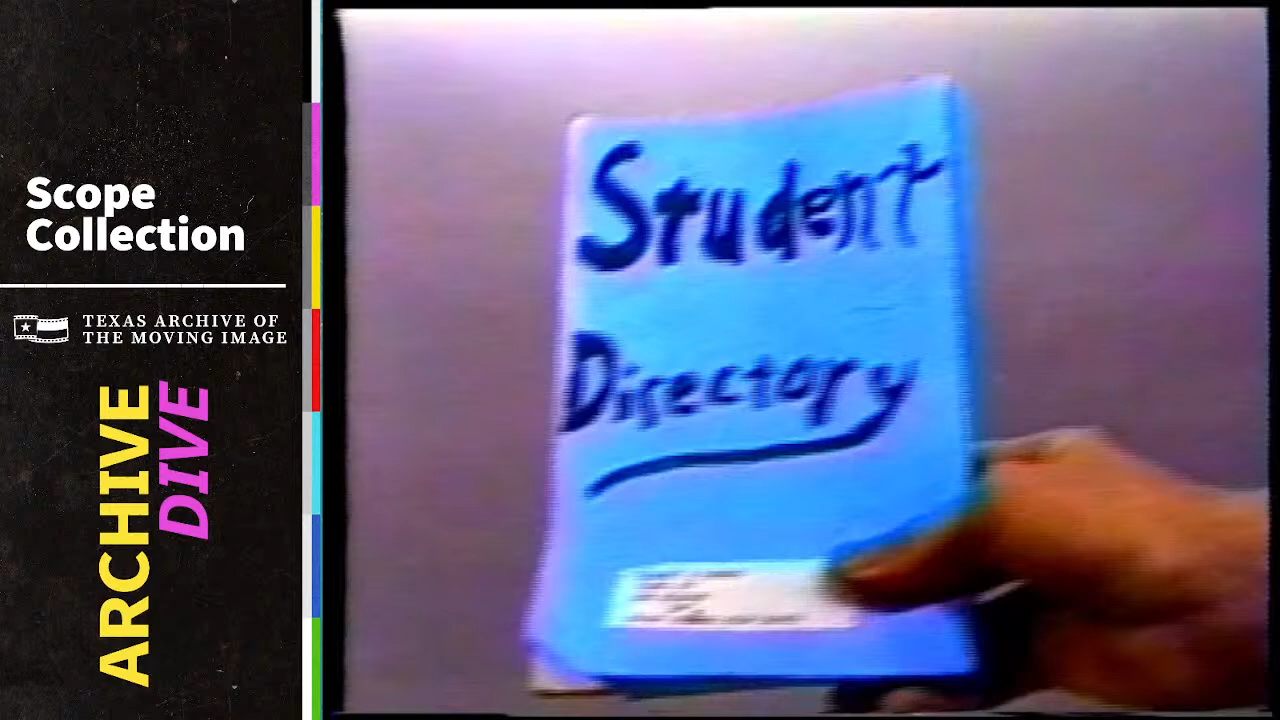 Scope
Collection
TEXAS ARCHIVE OF
THE MOVING IMAGE
ARCHIVE
DIVE
Student
Directory